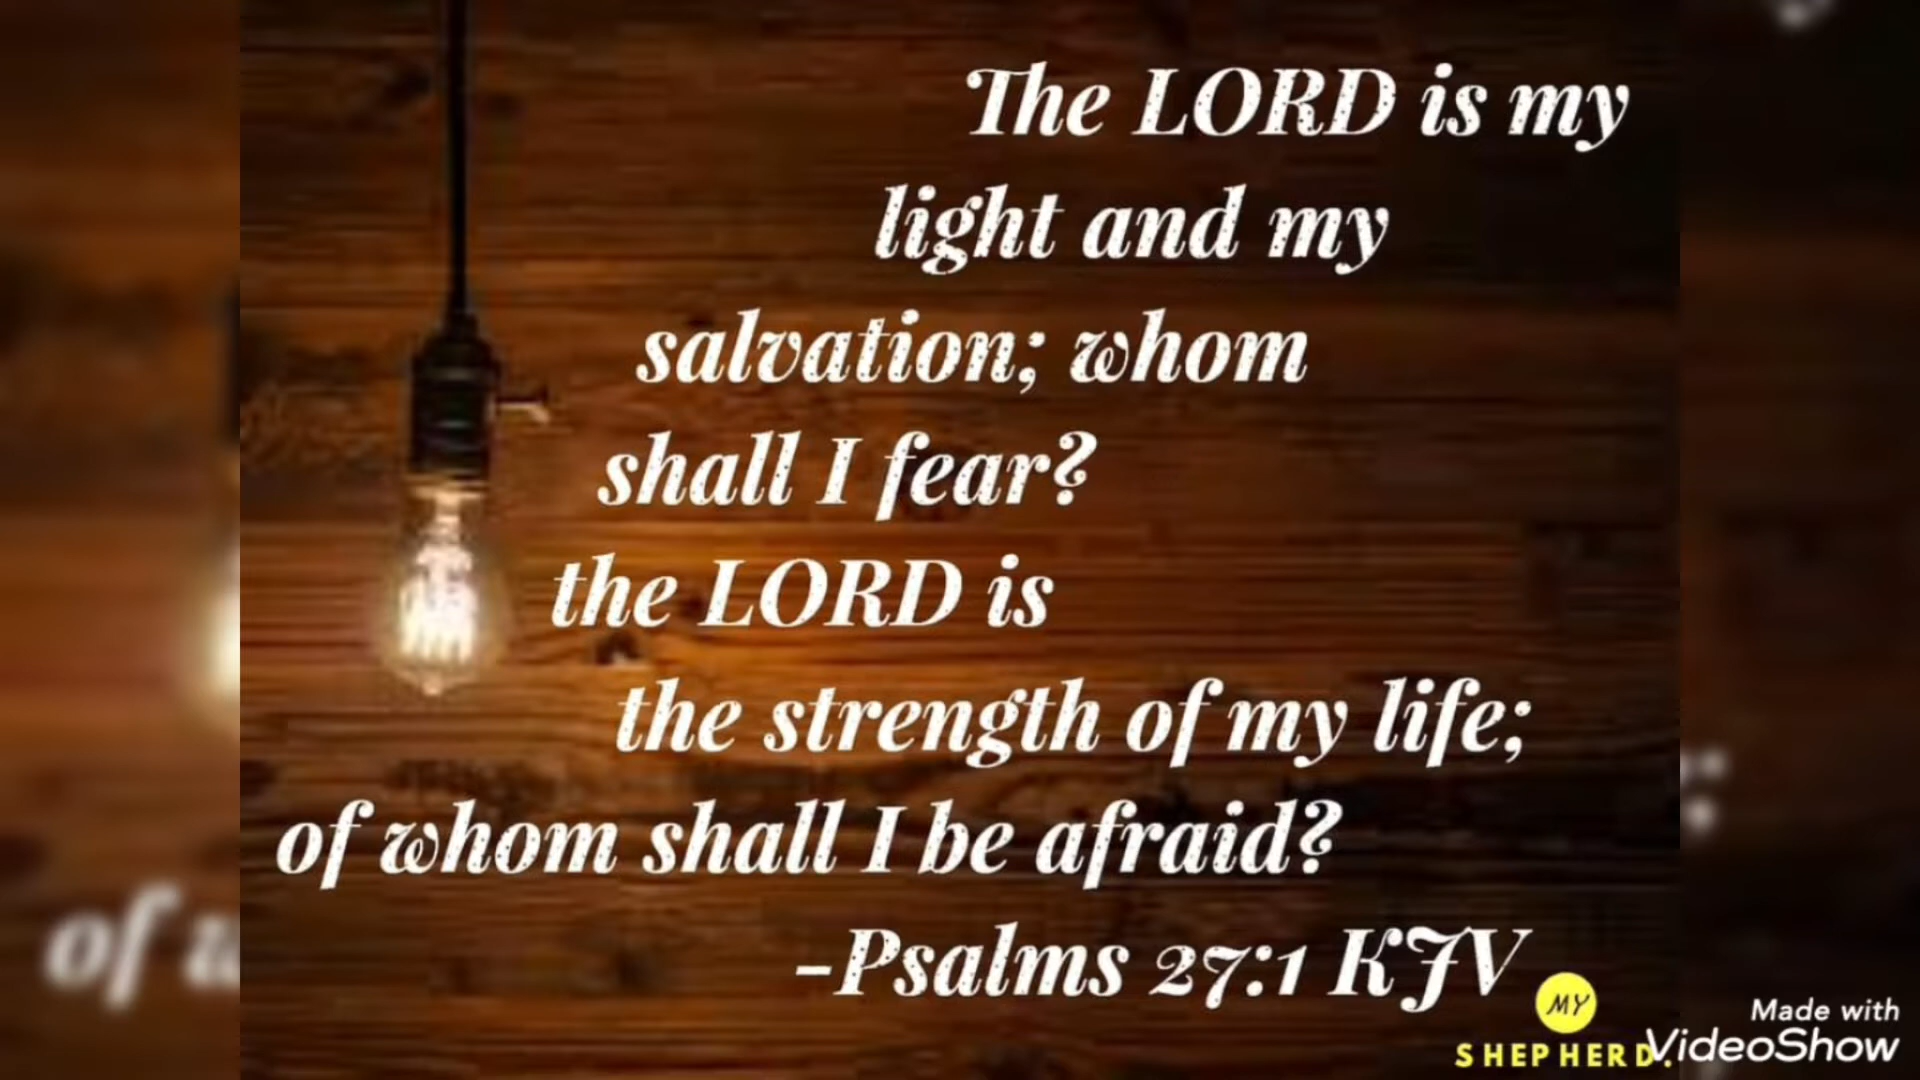 The LORD is my
light and my
salvation; whom
shall I fear?
the LORD is
the strength of my life;
of whom shall I be afraid?
-Psalms 27:1 KJV
MY
SHEPHERD.
Made with
VideoShow